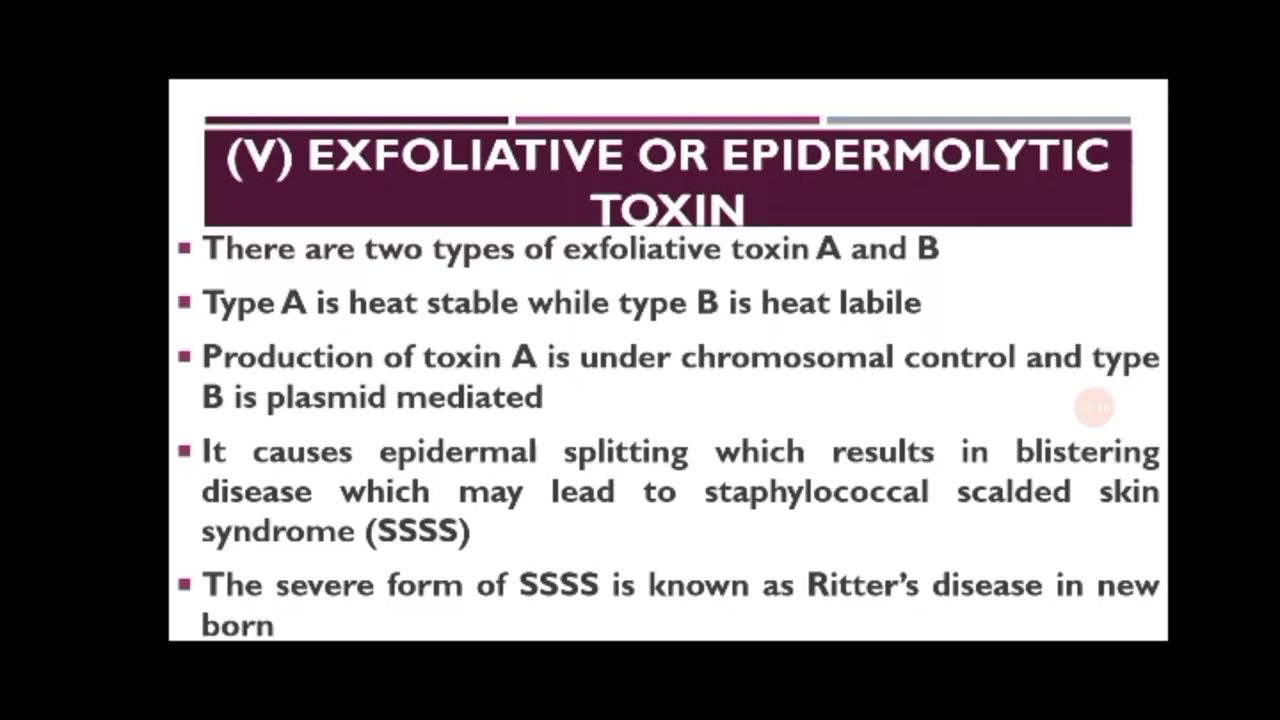 (V) EXFOLIATIVE OR EPIDERMOLYTIC
TOXIN
There are two types of exfoliative toxin A and B
Type A is heat stable while type B is heat labile
Production of toxin A is under chromosomal control and type
B is plasmid mediated
It causes epidermal splitting which results in blistering
disease which may lead to staphylococcal scalded skin
syndrome (SSSS)
The severe form of SSSS is known as Ritter's disease in new
born